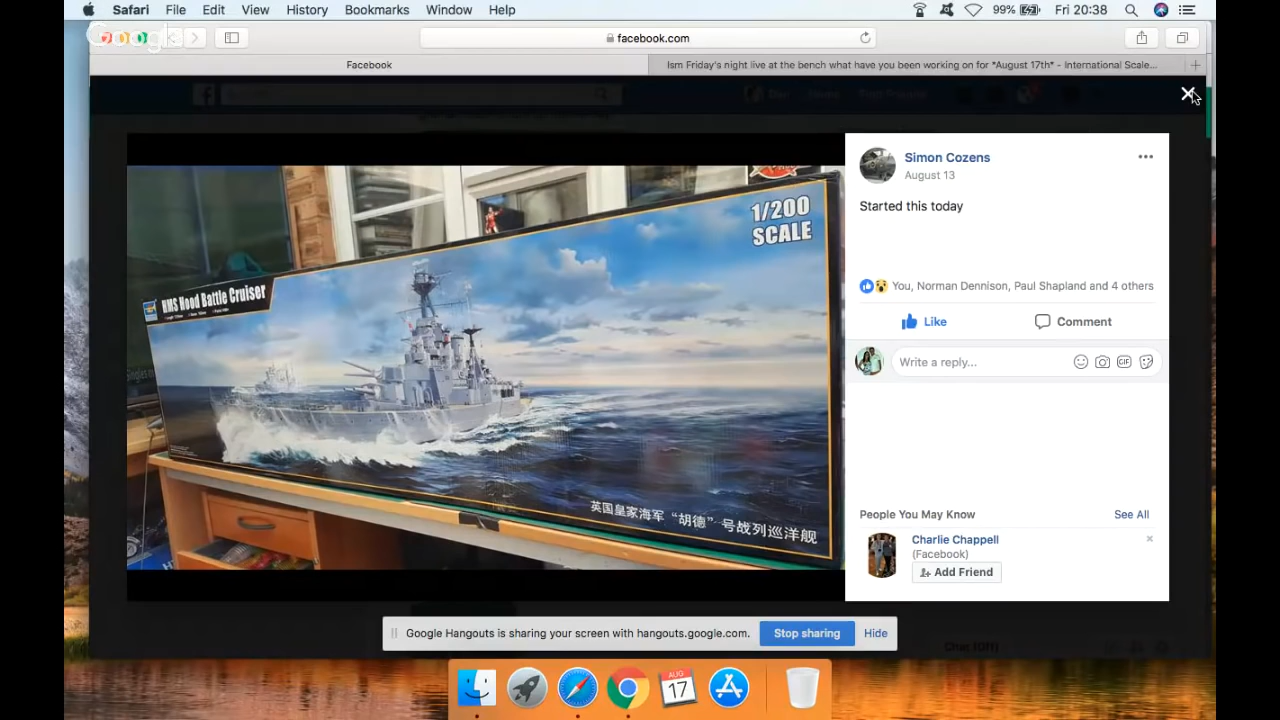 Safari File Edit View History Bookmarks Window Help 99% Fri 20:38
Google
facebook.com
Facebook
Ism Friday's night live at the bench what have you been working on for *August 17th* - International Scale...
1/200
SCALE
HMS Hood Battle Cruiser
英国皇家海军“胡德”号战列巡洋舰
Simon Cozens
August 13
Started this today
You, Norman Dennison, Paul Shapland and 4 others
Like Comment
Write a reply...
GIF
People You May Know See All
Charlie Chappell
(Facebook)
Add Friend
Google Hangouts is sharing your screen with hangouts.google.com. Stop sharing Hide
AUG
17